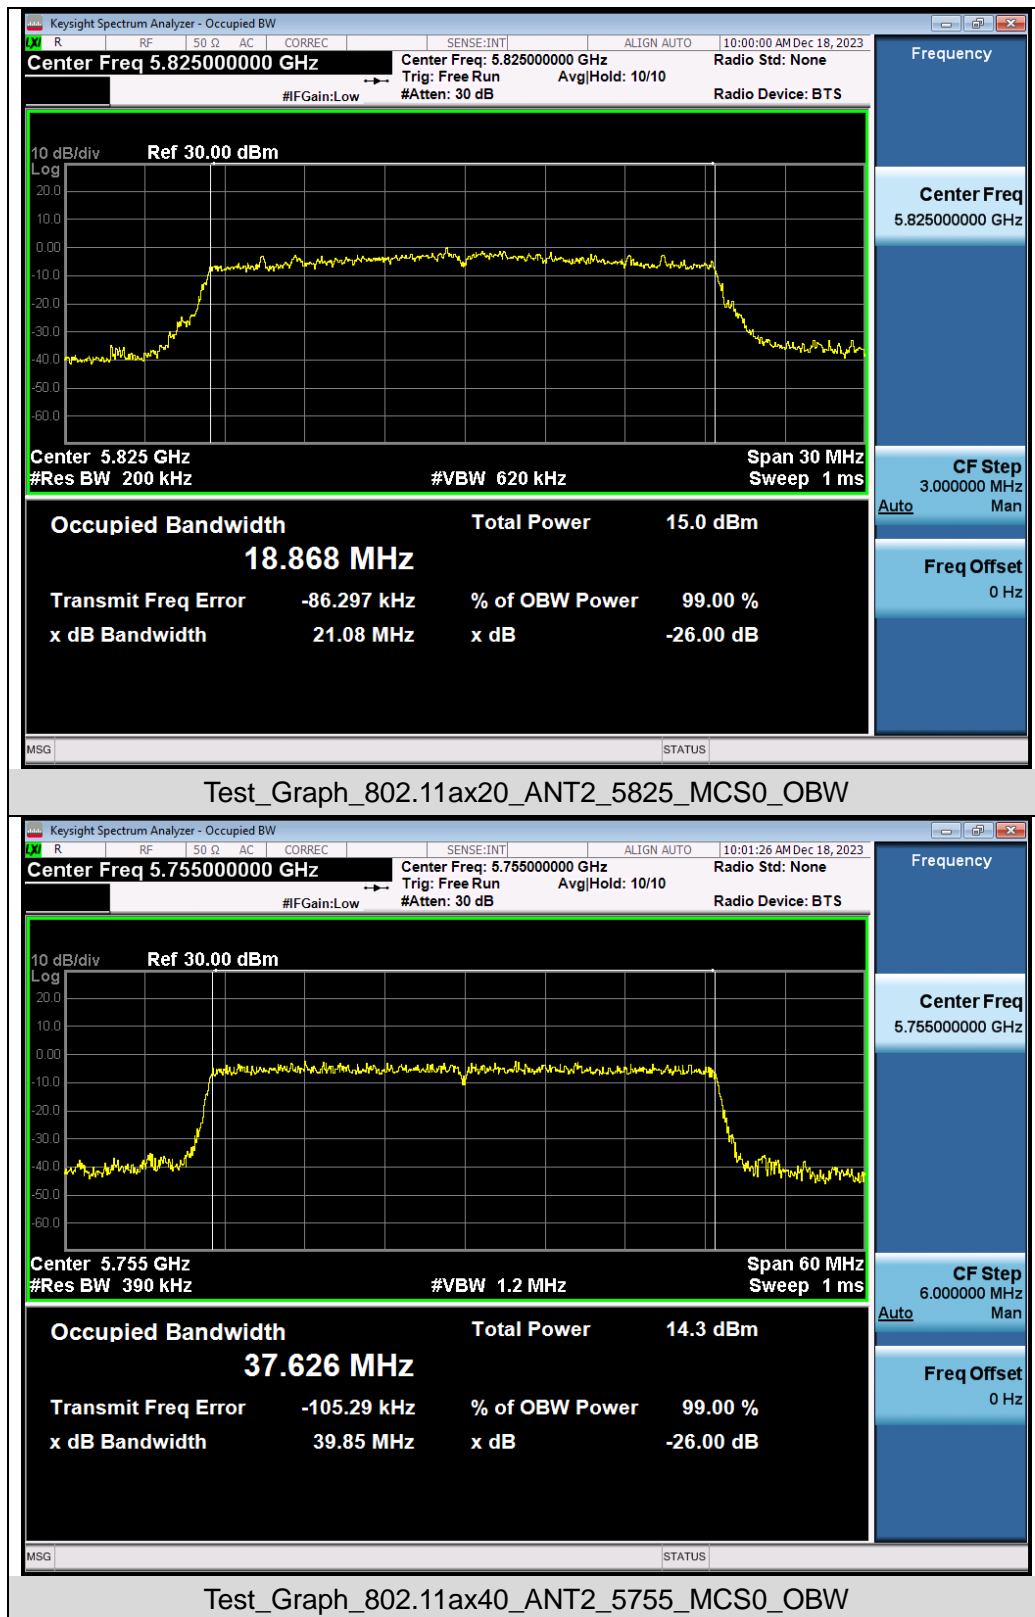 Keysight Spectrum Analyzer - Occupied BW
LXI R RF 50 Ω AC CORREC SENSE:INT ALIGN AUTO 10:00:00 AM Dec 18, 2023
Center Freq 5.825000000 GHz
Center Freq: 5.825000000 GHz Radio Std: None
Trig: Free Run Avg|Hold: 10/10
#IFGain:Low #Atten: 30 dB Radio Device: BTS
Frequency
10 dB/div Ref 30.00 dBm
Log
20.0
10.0
0.00
-10.0
-20.0
-30.0
-40.0
-50.0
-60.0
Center 5.825 GHz Span 30 MHz
#Res BW 200 kHz #VBW 620 kHz Sweep 1 ms
Center Freq
5.825000000 GHz
CF Step
3.000000 MHz
Auto Man
Freq Offset
0 Hz
Occupied Bandwidth Total Power 15.0 dBm
18.868 MHz
Transmit Freq Error -86.297 kHz % of OBW Power 99.00 %
x dB Bandwidth 21.08 MHz x dB -26.00 dB
MSG STATUS
Test_Graph_802.11ax20_ANT2_5825_MCS0_OBW
Keysight Spectrum Analyzer - Occupied BW
LXI R RF 50 Ω AC CORREC SENSE:INT ALIGN AUTO 10:01:26 AM Dec 18, 2023
Center Freq 5.755000000 GHz
Center Freq: 5.755000000 GHz Radio Std: None
Trig: Free Run Avg|Hold: 10/10
#IFGain:Low #Atten: 30 dB Radio Device: BTS
Frequency
10 dB/div Ref 30.00 dBm
Log
20.0
10.0
0.00
-10.0
-20.0
-30.0
-40.0
-50.0
-60.0
Center 5.755 GHz Span 60 MHz
#Res BW 390 kHz #VBW 1.2 MHz Sweep 1 ms
Center Freq
5.755000000 GHz
CF Step
6.000000 MHz
Auto Man
Freq Offset
0 Hz
Occupied Bandwidth Total Power 14.3 dBm
37.626 MHz
Transmit Freq Error -105.29 kHz % of OBW Power 99.00 %
x dB Bandwidth 39.85 MHz x dB -26.00 dB
MSG STATUS
Test_Graph_802.11ax40_ANT2_5755_MCS0_OBW